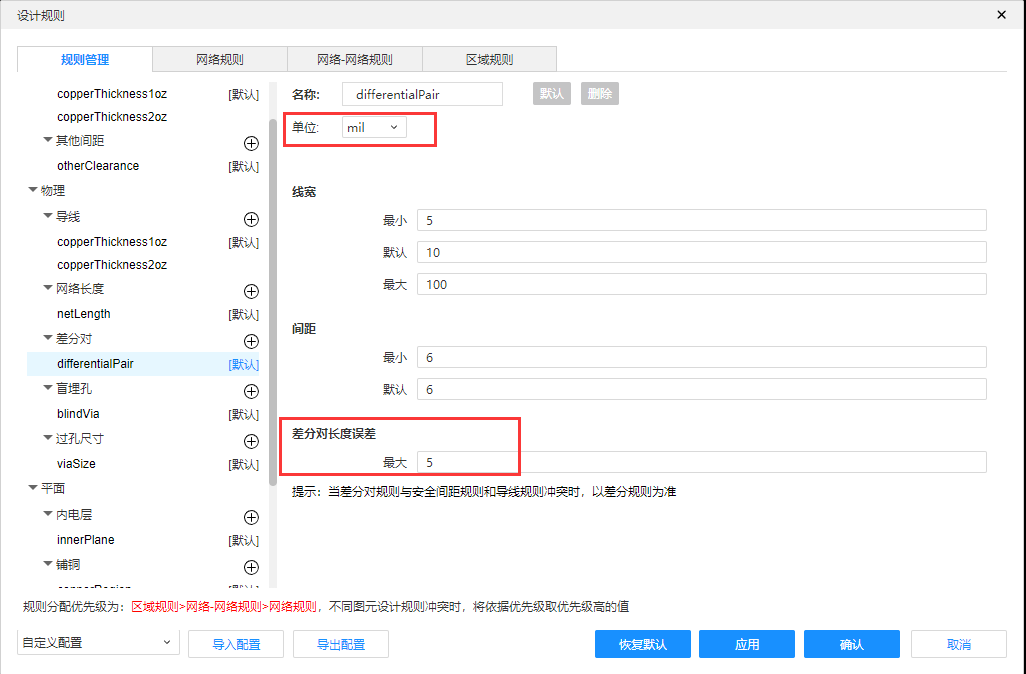 设计规则
规则管理 网络规则 网络-网络规则 区域规则
copperThickness1oz [默认]
copperThickness2oz
其他间距
otherClearance [默认]
物理
导线
copperThickness1oz [默认]
copperThickness2oz
网络长度
netLength [默认]
差分对
differentialPair [默认]
盲埋孔
blindVia [默认]
过孔尺寸
viaSize [默认]
平面
内电层
innerPlane [默认]
铺铜
名称: differentialPair 默认 删除
单位: mil
线宽
最小 5
默认 10
最大 100
间距
最小 6
默认 6
差分对长度误差
最大 5
提示：当差分对规则与安全间距规则和导线规则冲突时，以差分规则为准
规则分配优先级为：区域规则>网络-网络规则>网络规则，不同图元设计规则冲突时，将依据优先级取优先级高的值
自定义配置 导入配置 导出配置 恢复默认 应用 确认 取消